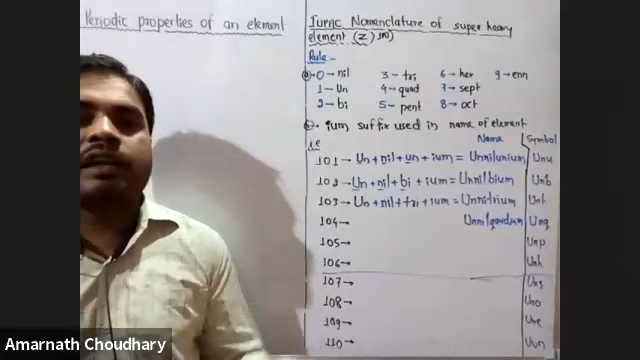 Periodic properties of an element
IUPAC Nomenclature of super heavy
element (Z> 100)
Rule -
(a) 0 - nil 3 - tri 6 - hex 9 - enn
1 - Un 4 - quad 7 - sept
2 - bi 5 - pent 8 - oct
(b) ium suffix used in name of element
i.e Name Symbol
101 → Un + nil + un + ium = Unnilunium Unu
102 - Un + nil + bi + ium = Unnilbium Unb
103 → Un + nil + tri + ium = Unniltrium Unt
104 → Unnilquadium Unq
105 → Unp
106 → Unh
107 → Uns
108 → Uno
109 → Une
110 → Uun
Amarnath Choudhary